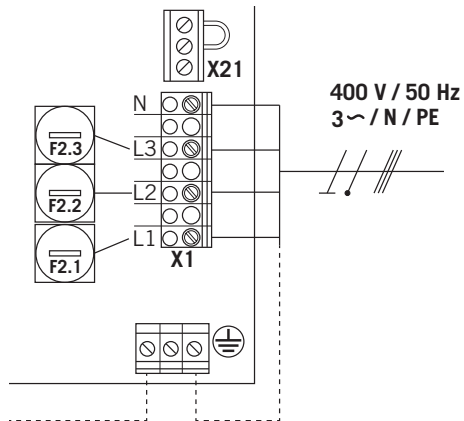 X21
400 V / 50 Hz
3~ / N / PE
N
F2.3
L3
F2.2
L2
F2.1
L1
X1